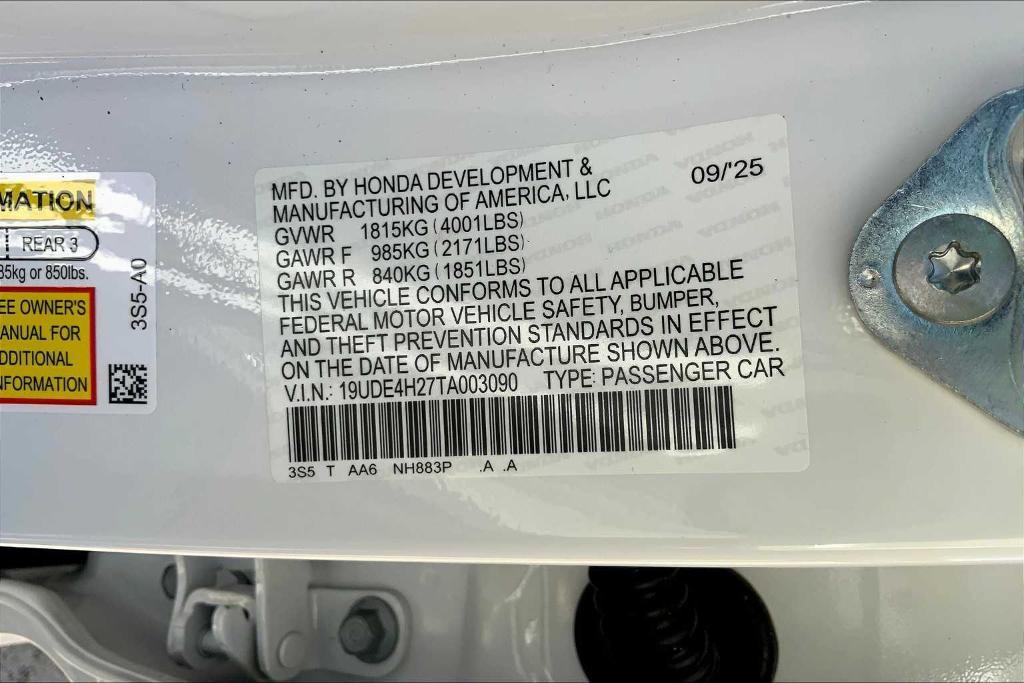 MATION
REAR 3
85kg or 850lbs.
EE OWNER'S
ANUAL FOR
DDITIONAL
NFORMATION
3S5-A0
MFD. BY HONDA DEVELOPMENT &
MANUFACTURING OF AMERICA, LLC
09/'25
GVWR 1815KG (4001LBS)
GAWR F 985KG (2171LBS)
GAWR R 840KG (1851LBS)
THIS VEHICLE CONFORMS TO ALL APPLICABLE
FEDERAL MOTOR VEHICLE SAFETY, BUMPER,
AND THEFT PREVENTION STANDARDS IN EFFECT
ON THE DATE OF MANUFACTURE SHOWN ABOVE.
V.I.N.: 19UDE4H27TA003090 TYPE: PASSENGER CAR
3S5 T AA6 NH883P .A .A